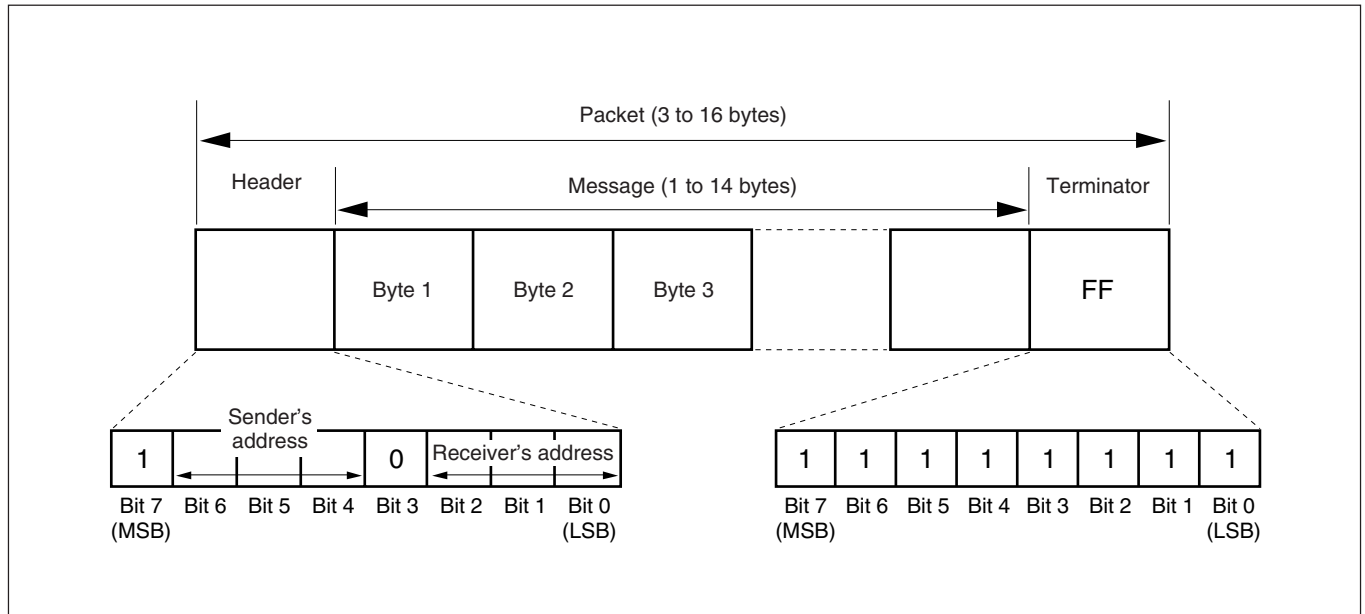 Packet (3 to 16 bytes)
Header
Message (1 to 14 bytes)
Terminator
Byte 1
Byte 2
Byte 3
FF
Sender's
address
1
0
Receiver's address
Bit 7
(MSB)
Bit 6
Bit 5
Bit 4
Bit 3
Bit 2
Bit 1
Bit 0
(LSB)
1 1 1 1 1 1 1 1
Bit 7
(MSB)
Bit 6
Bit 5
Bit 4
Bit 3
Bit 2
Bit 1
Bit 0
(LSB)